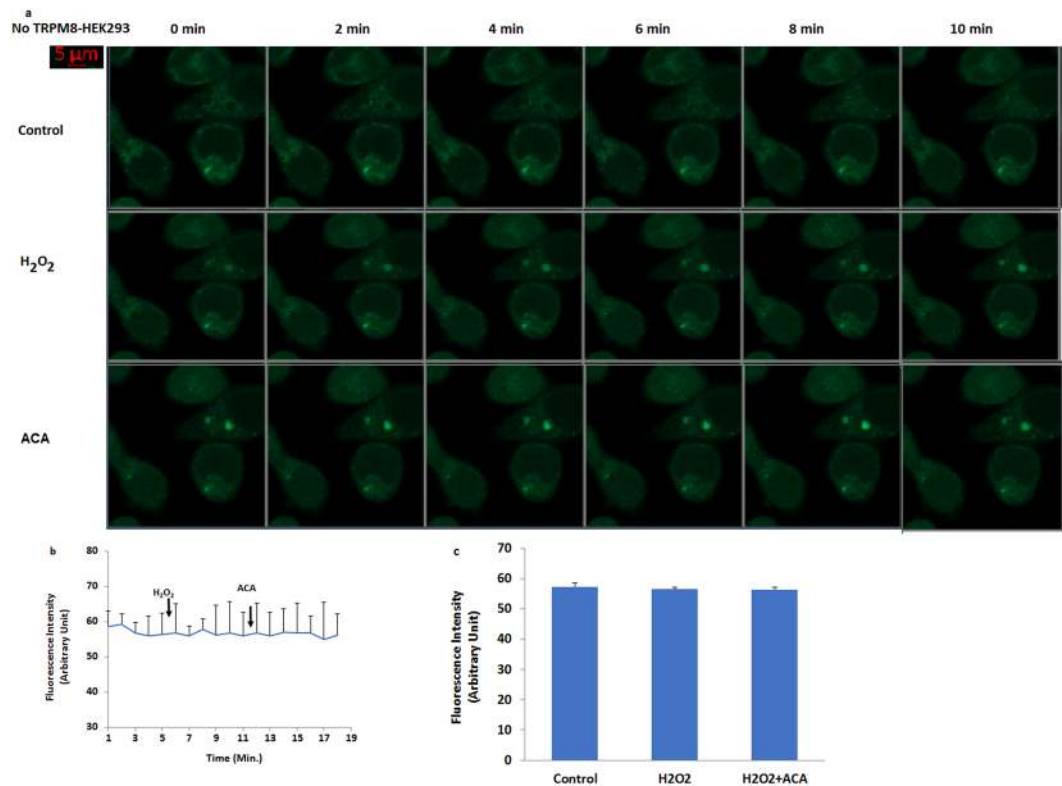 a
No TRPM8-HEK293 0 min 2 min 4 min 6 min 8 min 10 min
5 µm
Control
H₂O₂
ACA
b
80
70
60
50
40
30
H₂O₂
ACA
1 3 5 7 9 11 13 15 17 19
Time (Min.)
Fluorescence Intensity
(Arbitrary Unit)
c
70
60
50
40
30
20
10
0
Control H2O2 H2O2+ACA
Fluorescence Intensity
(Arbitrary Unit)